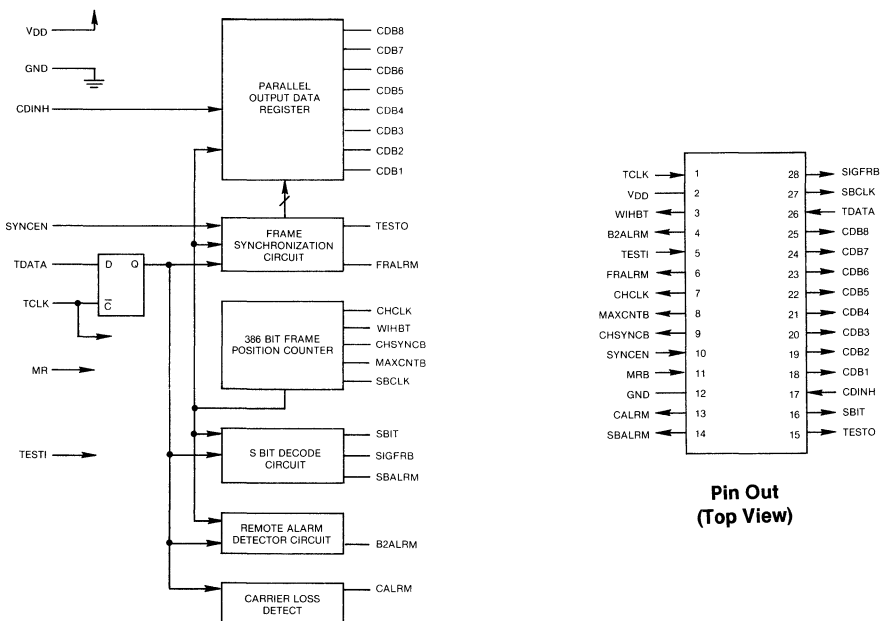 VDD
GND
CDINH
PARALLEL
OUTPUT DATA
REGISTER
CDB8
CDB7
CDB6
CDB5
CDB4
CDB3
CDB2
CDB1
SYNCEN
TDATA
TCLK
MR
TESTI
D Q
C̅
FRAME
SYNCHRONIZATION
CIRCUIT
TESTO
FRALRM
386 BIT FRAME
POSITION COUNTER
CHCLK
WIHBT
CHSYNCB
MAXCNTB
SBCLK
S BIT DECODE
CIRCUIT
SBIT
SIGFRB
SBALRM
REMOTE ALARM
DETECTOR CIRCUIT
B2ALRM
CARRIER LOSS
DETECT
CALRM
TCLK 1 28 SIGFRB
VDD 2 27 SBCLK
WIHBT 3 26 TDATA
B2ALRM 4 25 CDB8
TESTI 5 24 CDB7
FRALRM 6 23 CDB6
CHCLK 7 22 CDB5
MAXCNTB 8 21 CDB4
CHSYNCB 9 20 CDB3
SYNCEN 10 19 CDB2
MRB 11 18 CDB1
GND 12 17 CDINH
CALRM 13 16 SBIT
SBALRM 14 15 TESTO
Pin Out
(Top View)